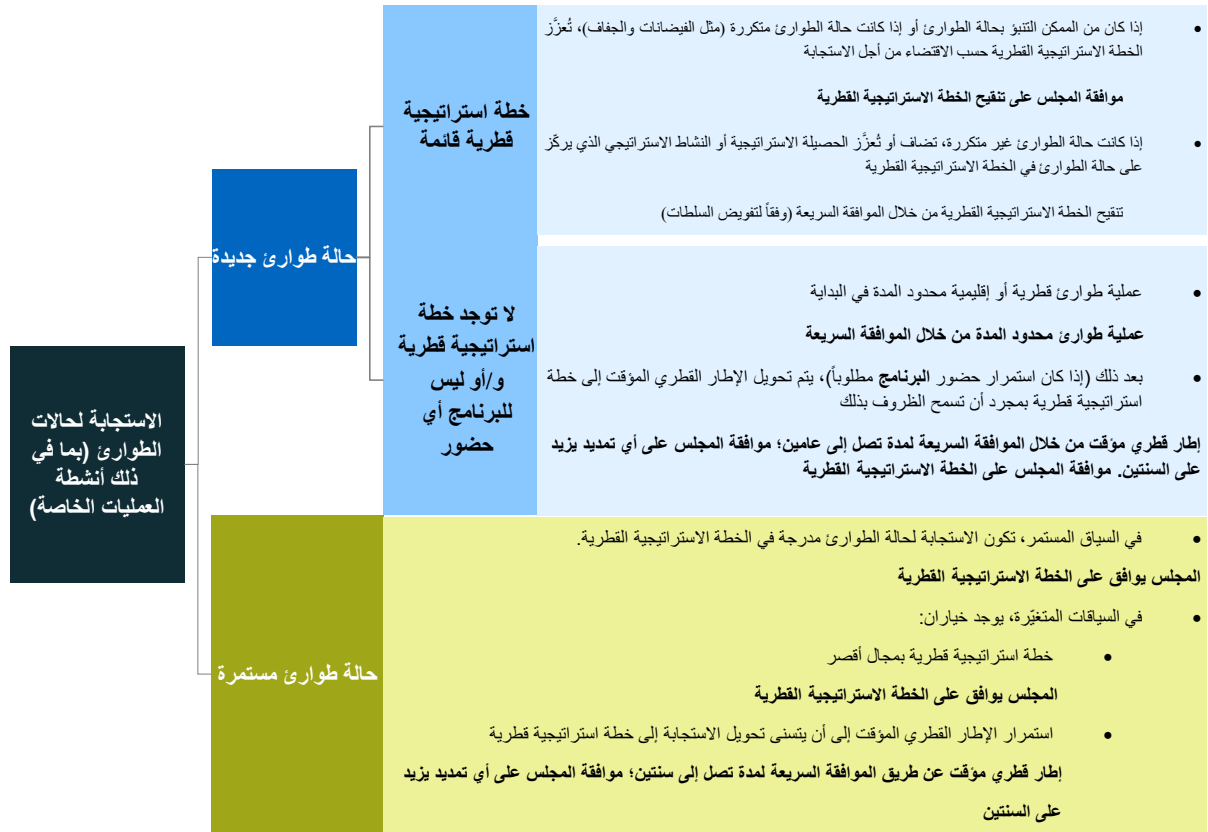 الاستجابة لحالات
الطوارئ (بما في
ذلك أنشطة
العمليات الخاصة)
حالة طوارئ جديدة
خطة استراتيجية
قطرية قائمة
• إذا كان من الممكن التنبؤ بحالة الطوارئ أو إذا كانت حالة الطوارئ متكررة (مثل الفيضانات والجفاف)، تُعزَّز
الخطة الاستراتيجية القطرية حسب الاقتضاء من أجل الاستجابة
موافقة المجلس على تنقيح الخطة الاستراتيجية القطرية
• إذا كانت حالة الطوارئ غير متكررة، تضاف أو تُعزَّز الحصيلة الاستراتيجية أو النشاط الاستراتيجي الذي يركّز
على حالة الطوارئ في الخطة الاستراتيجية القطرية
تنقيح الخطة الاستراتيجية القطرية من خلال الموافقة السريعة (وفقاً لتفويض السلطات)
لا توجد خطة
استراتيجية قطرية
و/أو ليس
للبرنامج أي
حضور
• عملية طوارئ قطرية أو إقليمية محدود المدة في البداية
عملية طوارئ محدود المدة من خلال الموافقة السريعة
• بعد ذلك (إذا كان استمرار حضور البرنامج مطلوباً)، يتم تحويل الإطار القطري المؤقت إلى خطة
استراتيجية قطرية بمجرد أن تسمح الظروف بذلك
إطار قطري مؤقت من خلال الموافقة السريعة لمدة تصل إلى عامين؛ موافقة المجلس على أي تمديد يزيد
على السنتين. موافقة المجلس على الخطة الاستراتيجية القطرية
حالة طوارئ مستمرة
• في السياق المستمر، تكون الاستجابة لحالة الطوارئ مدرجة في الخطة الاستراتيجية القطرية.
المجلس يوافق على الخطة الاستراتيجية القطرية
• في السياقات المتغيّرة، يوجد خياران:
• خطة استراتيجية قطرية بمجال أقصر
المجلس يوافق على الخطة الاستراتيجية القطرية
• استمرار الإطار القطري المؤقت إلى أن يتسنى تحويل الاستجابة إلى خطة استراتيجية قطرية
إطار قطري مؤقت عن طريق الموافقة السريعة لمدة تصل إلى سنتين؛ موافقة المجلس على أي تمديد يزيد
على السنتين